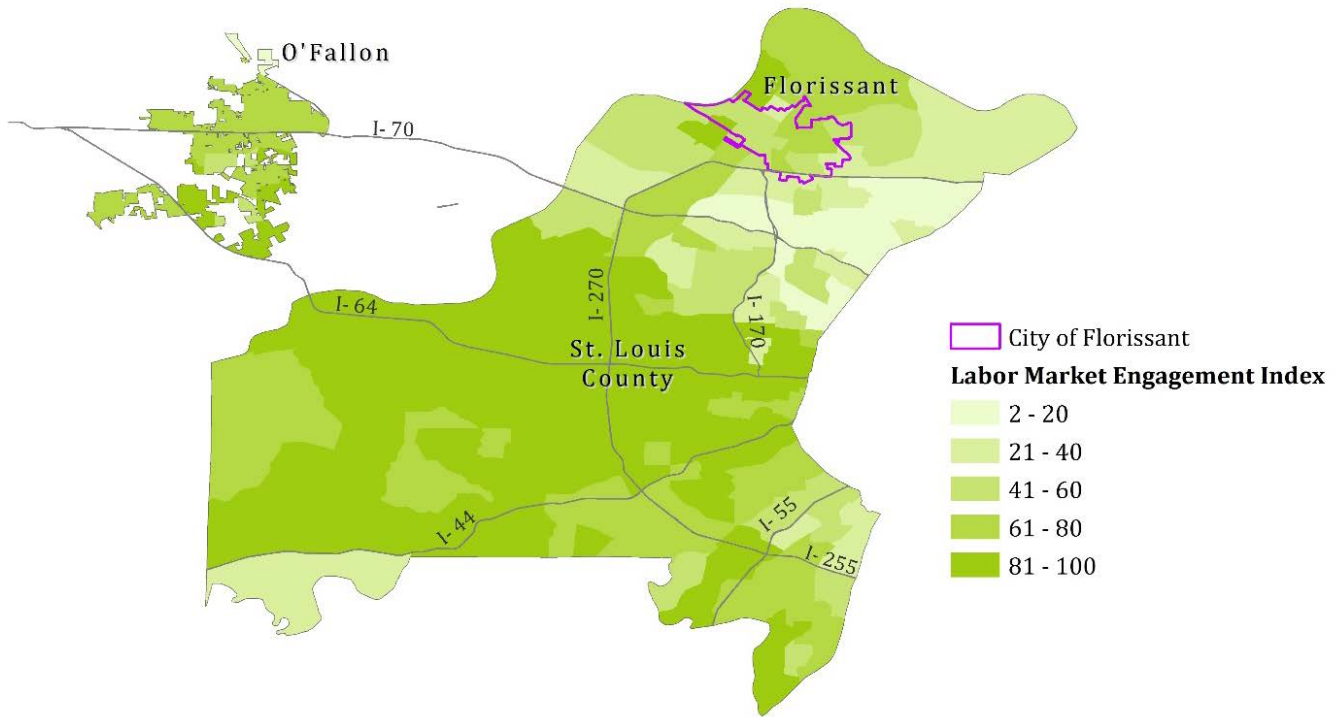 O'Fallon
Florissant
I- 70
I- 270
I- 64
I- 170
St. Louis
County
I- 44
I- 55
I- 255
City of Florissant
Labor Market Engagement Index
2 - 20
21 - 40
41 - 60
61 - 80
81 - 100